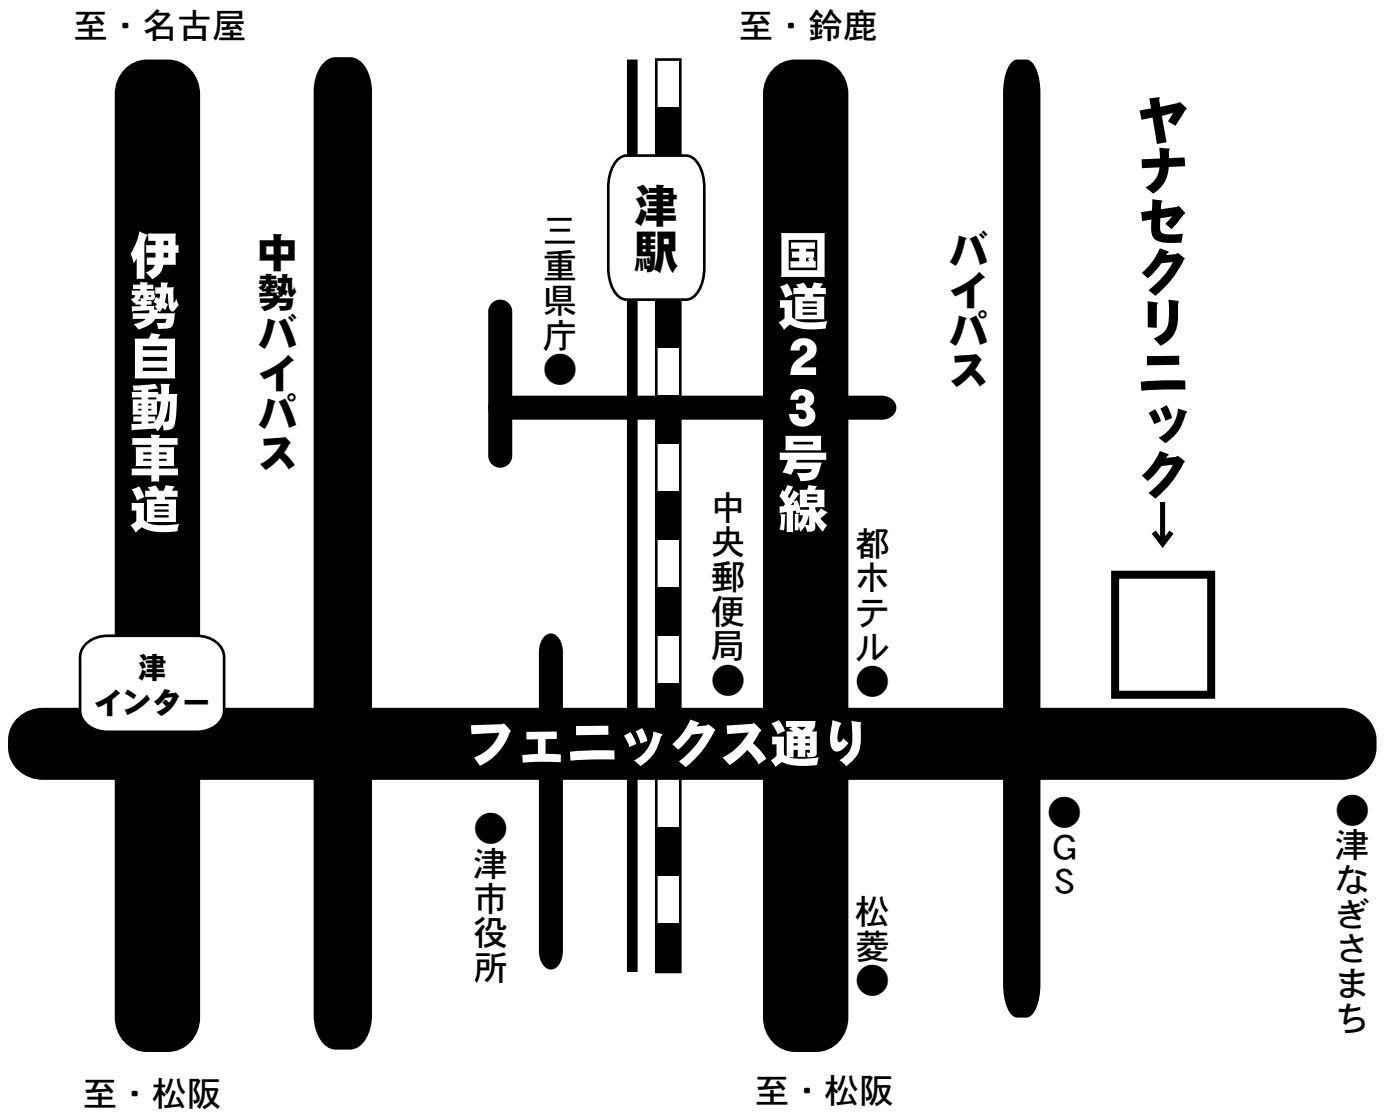 至・名古屋
至・鈴鹿
伊勢自動車道
中勢バイパス
三重県庁
津駅
国道23号線
バイパス
ヤナセクリニック→
中央郵便局
都ホテル
津
インター
フェニックス通り
津市役所
松菱
GS
津なぎさまち
至・松阪
至・松阪